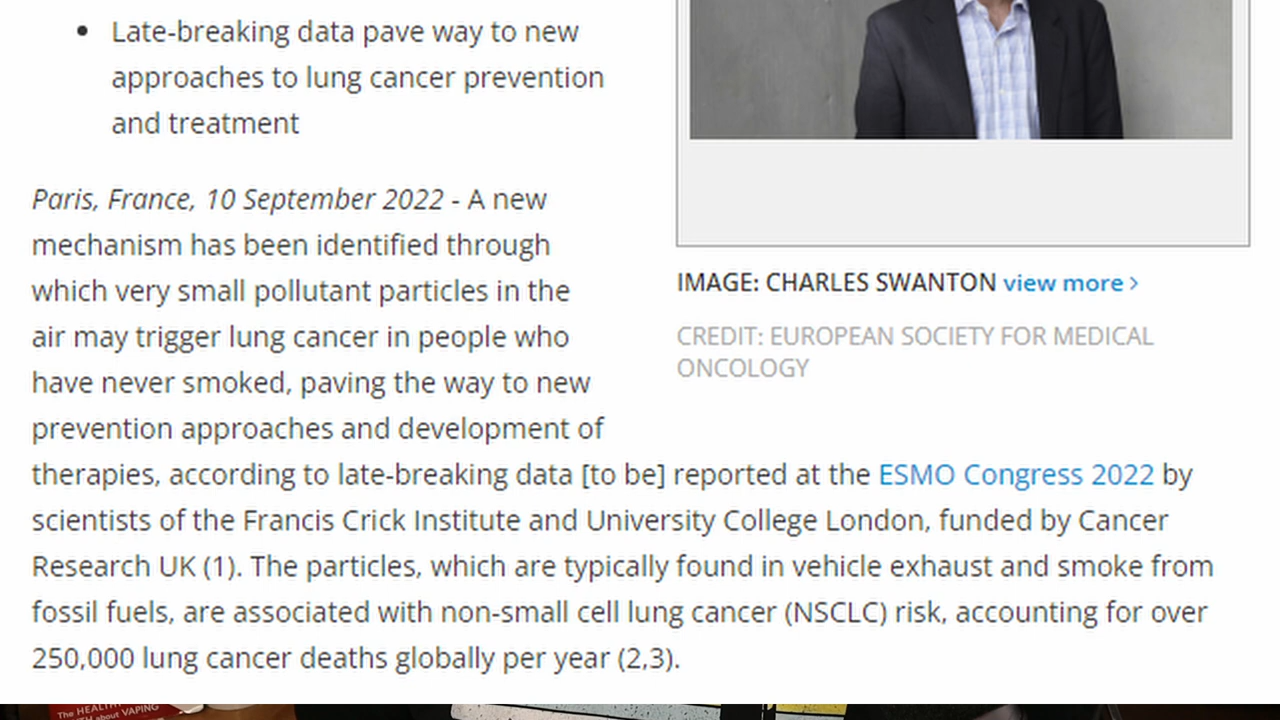 Late-breaking data pave way to new
approaches to lung cancer prevention
and treatment
Paris, France, 10 September 2022 - A new
mechanism has been identified through
which very small pollutant particles in the
air may trigger lung cancer in people who
have never smoked, paving the way to new
prevention approaches and development of
therapies, according to late-breaking data [to be] reported at the ESMO Congress 2022 by
scientists of the Francis Crick Institute and University College London, funded by Cancer
Research UK (1). The particles, which are typically found in vehicle exhaust and smoke from
fossil fuels, are associated with non-small cell lung cancer (NSCLC) risk, accounting for over
250,000 lung cancer deaths globally per year (2,3).
IMAGE: CHARLES SWANTON view more >
CREDIT: EUROPEAN SOCIETY FOR MEDICAL
ONCOLOGY
The
about VAPING